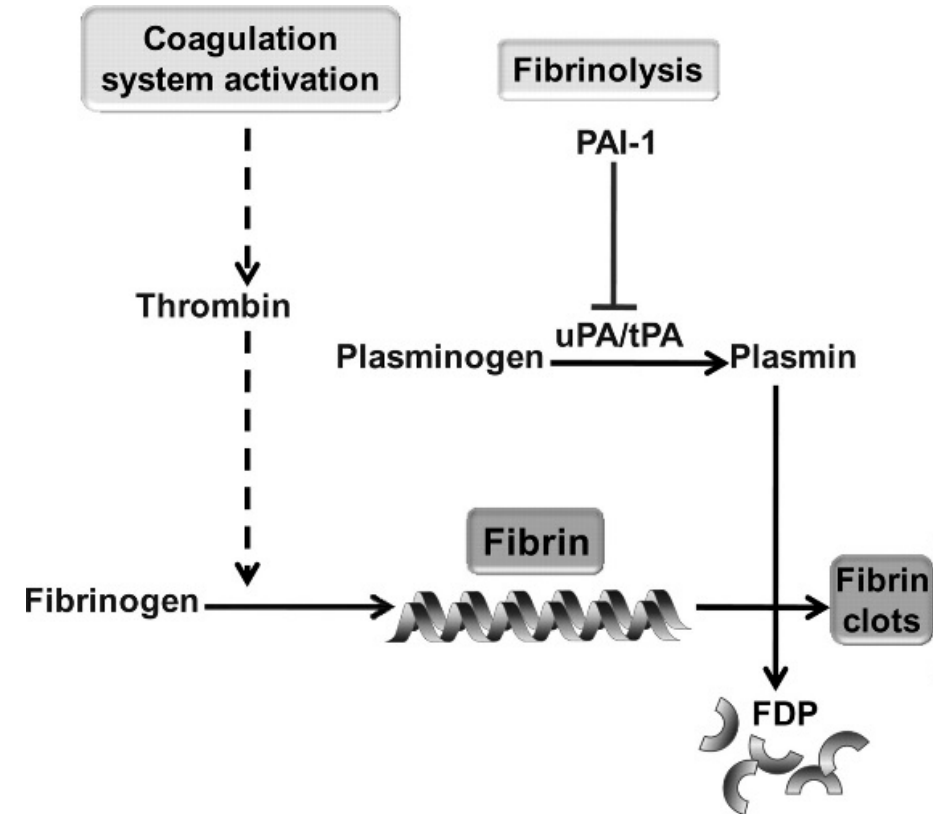 Coagulation
system activation
Fibrinolysis
PAI-1
Thrombin
uPA/tPA
Plasminogen
Plasmin
Fibrin
Fibrinogen
Fibrin
clots
FDP